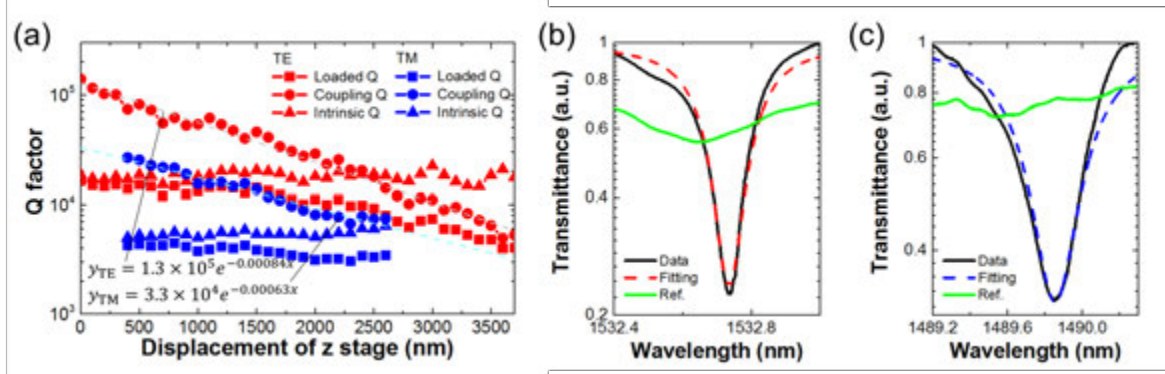 (a)
TE TM
Loaded Q Loaded Q
Coupling Q Coupling Q
Intrinsic Q Intrinsic Q
10⁵
10⁴
10³
Q factor
y_TE = 1.3 × 10⁵e^−0.00084x
y_TM = 3.3 × 10⁴e^−0.00063x
0 500 1000 1500 2000 2500 3000 3500
Displacement of z stage (nm)
(b)
1
0.8
0.6
0.4
0.2
Transmittance (a.u.)
Data
Fitting
Ref.
1532.4 1532.8
Wavelength (nm)
(c)
1
0.8
0.6
0.4
Transmittance (a.u.)
Data
Fitting
Ref.
1489.2 1489.6 1490.0
Wavelength (nm)